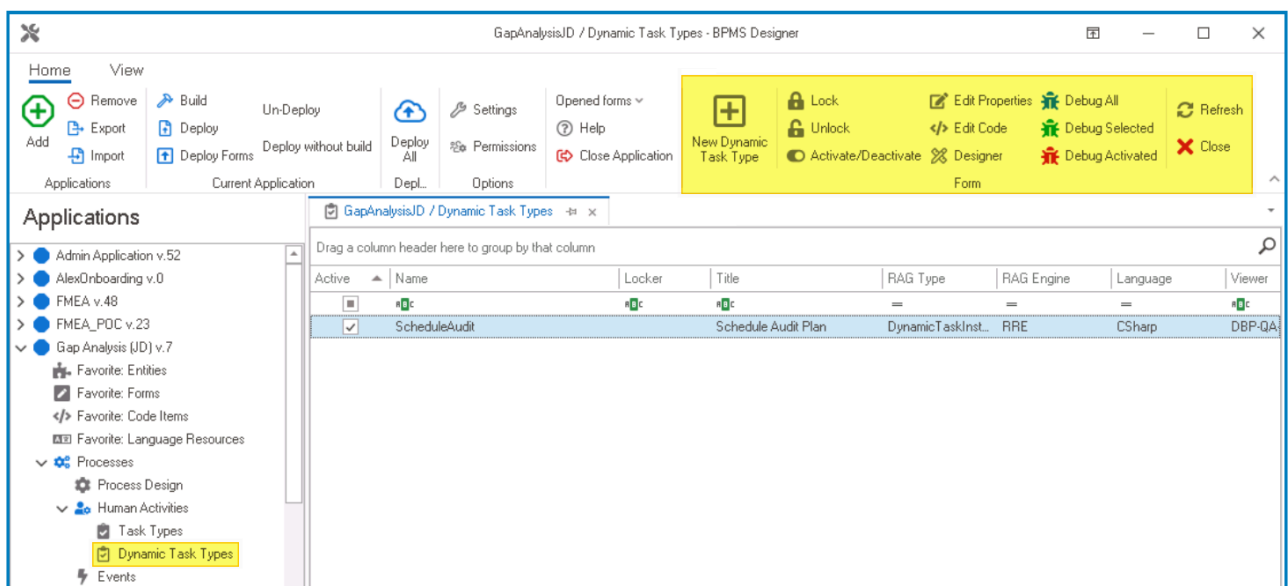 GapAnalysisJD / Dynamic Task Types - BPMS Designer
Home View
Add
Remove
Export
Import
Applications
Build
Deploy
Deploy Forms
Un-Deploy
Deploy without build
Current Application
Deploy
All
Depl...
Settings
Permissions
Options
Opened forms
Help
Close Application
New Dynamic
Task Type
Lock
Unlock
Activate/Deactivate
Edit Properties
Edit Code
Designer
Debug All
Debug Selected
Debug Activated
Refresh
Close
Form
Applications
Admin Application v.52
AlexOnboarding v.0
FMEA v.48
FMEA_POC v.23
Gap Analysis (JD) v.7
Favorite: Entities
Favorite: Forms
Favorite: Code Items
Favorite: Language Resources
Processes
Process Design
Human Activities
Task Types
Dynamic Task Types
Events
GapAnalysisJD / Dynamic Task Types
Drag a column header here to group by that column
Active Name Locker Title RAG Type RAG Engine Language Viewer
= = =
ScheduleAudit Schedule Audit Plan DynamicTaskInst... RRE CSharp DBP-QA-